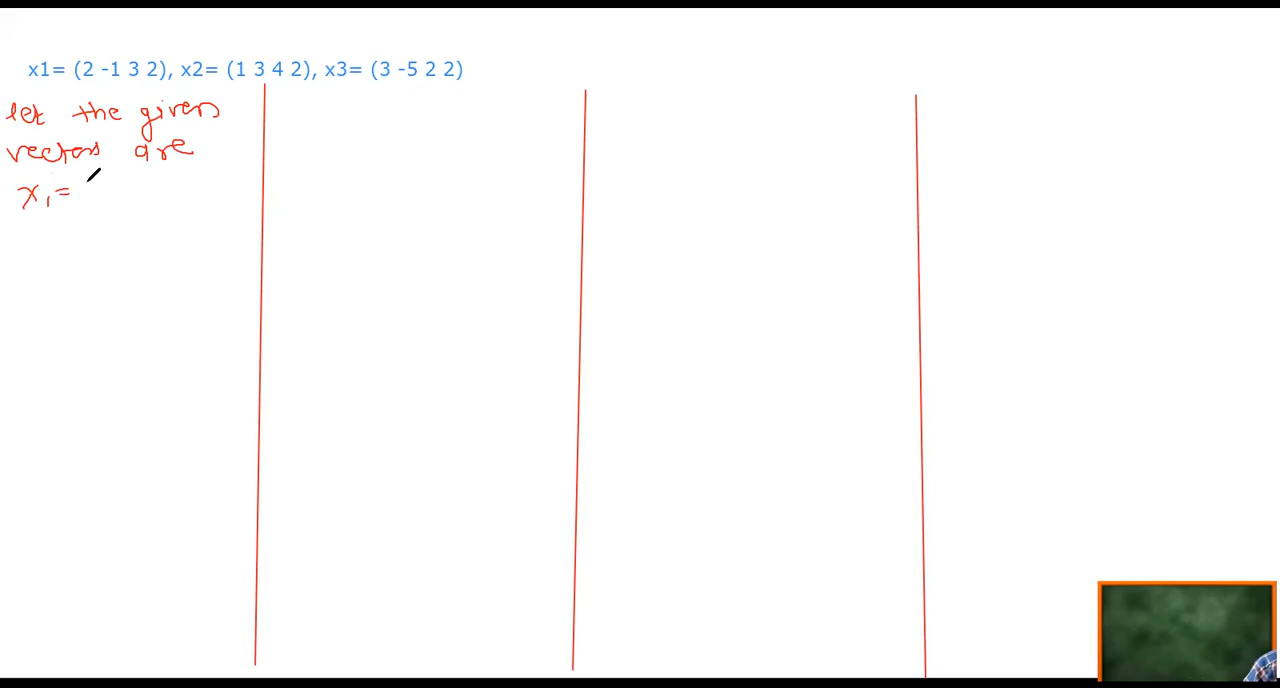 x1= (2 -1 3 2), x2= (1 3 4 2), x3= (3 -5 2 2)
let the given
vectors are
x₁=